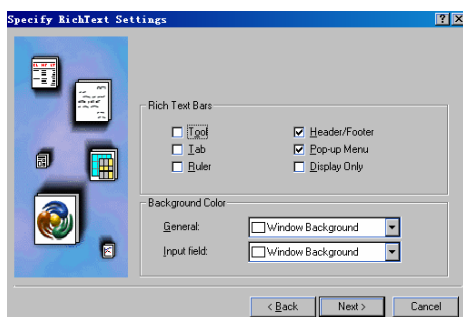 Specify RichText Settings
Rich Text Bars
Tool
Header/Footer
Tab
Pop-up Menu
Ruler
Display Only
Background Color
General:
Window Background
Input field:
Window Background
< Back
Next >
Cancel